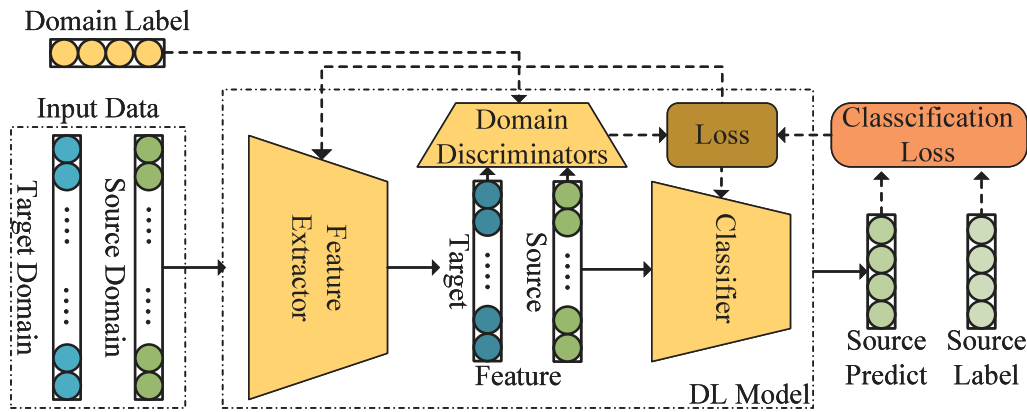 Domain Label
Input Data
Target Domain
Source Domain
Feature
Extractor
Domain
Discriminators
Target
Source
Feature
Loss
Classifier
DL Model
Classcification
Loss
Source
Predict
Source
Label